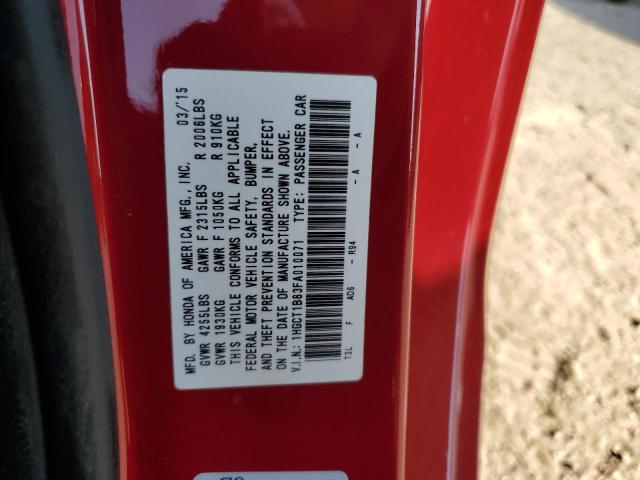 MFD. BY HONDA OF AMERICA MFG., INC. 03/'15
GVWR 4255LBS GAWR F 2315LBS R 2006LBS
GVWR 1930KG GAWR F 1050KG R 910KG
THIS VEHICLE CONFORMS TO ALL APPLICABLE
FEDERAL MOTOR VEHICLE SAFETY, BUMPER,
AND THEFT PREVENTION STANDARDS IN EFFECT
ON THE DATE OF MANUFACTURE SHOWN ABOVE.
V.I.N.: 1HGCT1B83FA010071 TYPE: PASSENGER CAR
T3L F AD6 - R94 - A - A